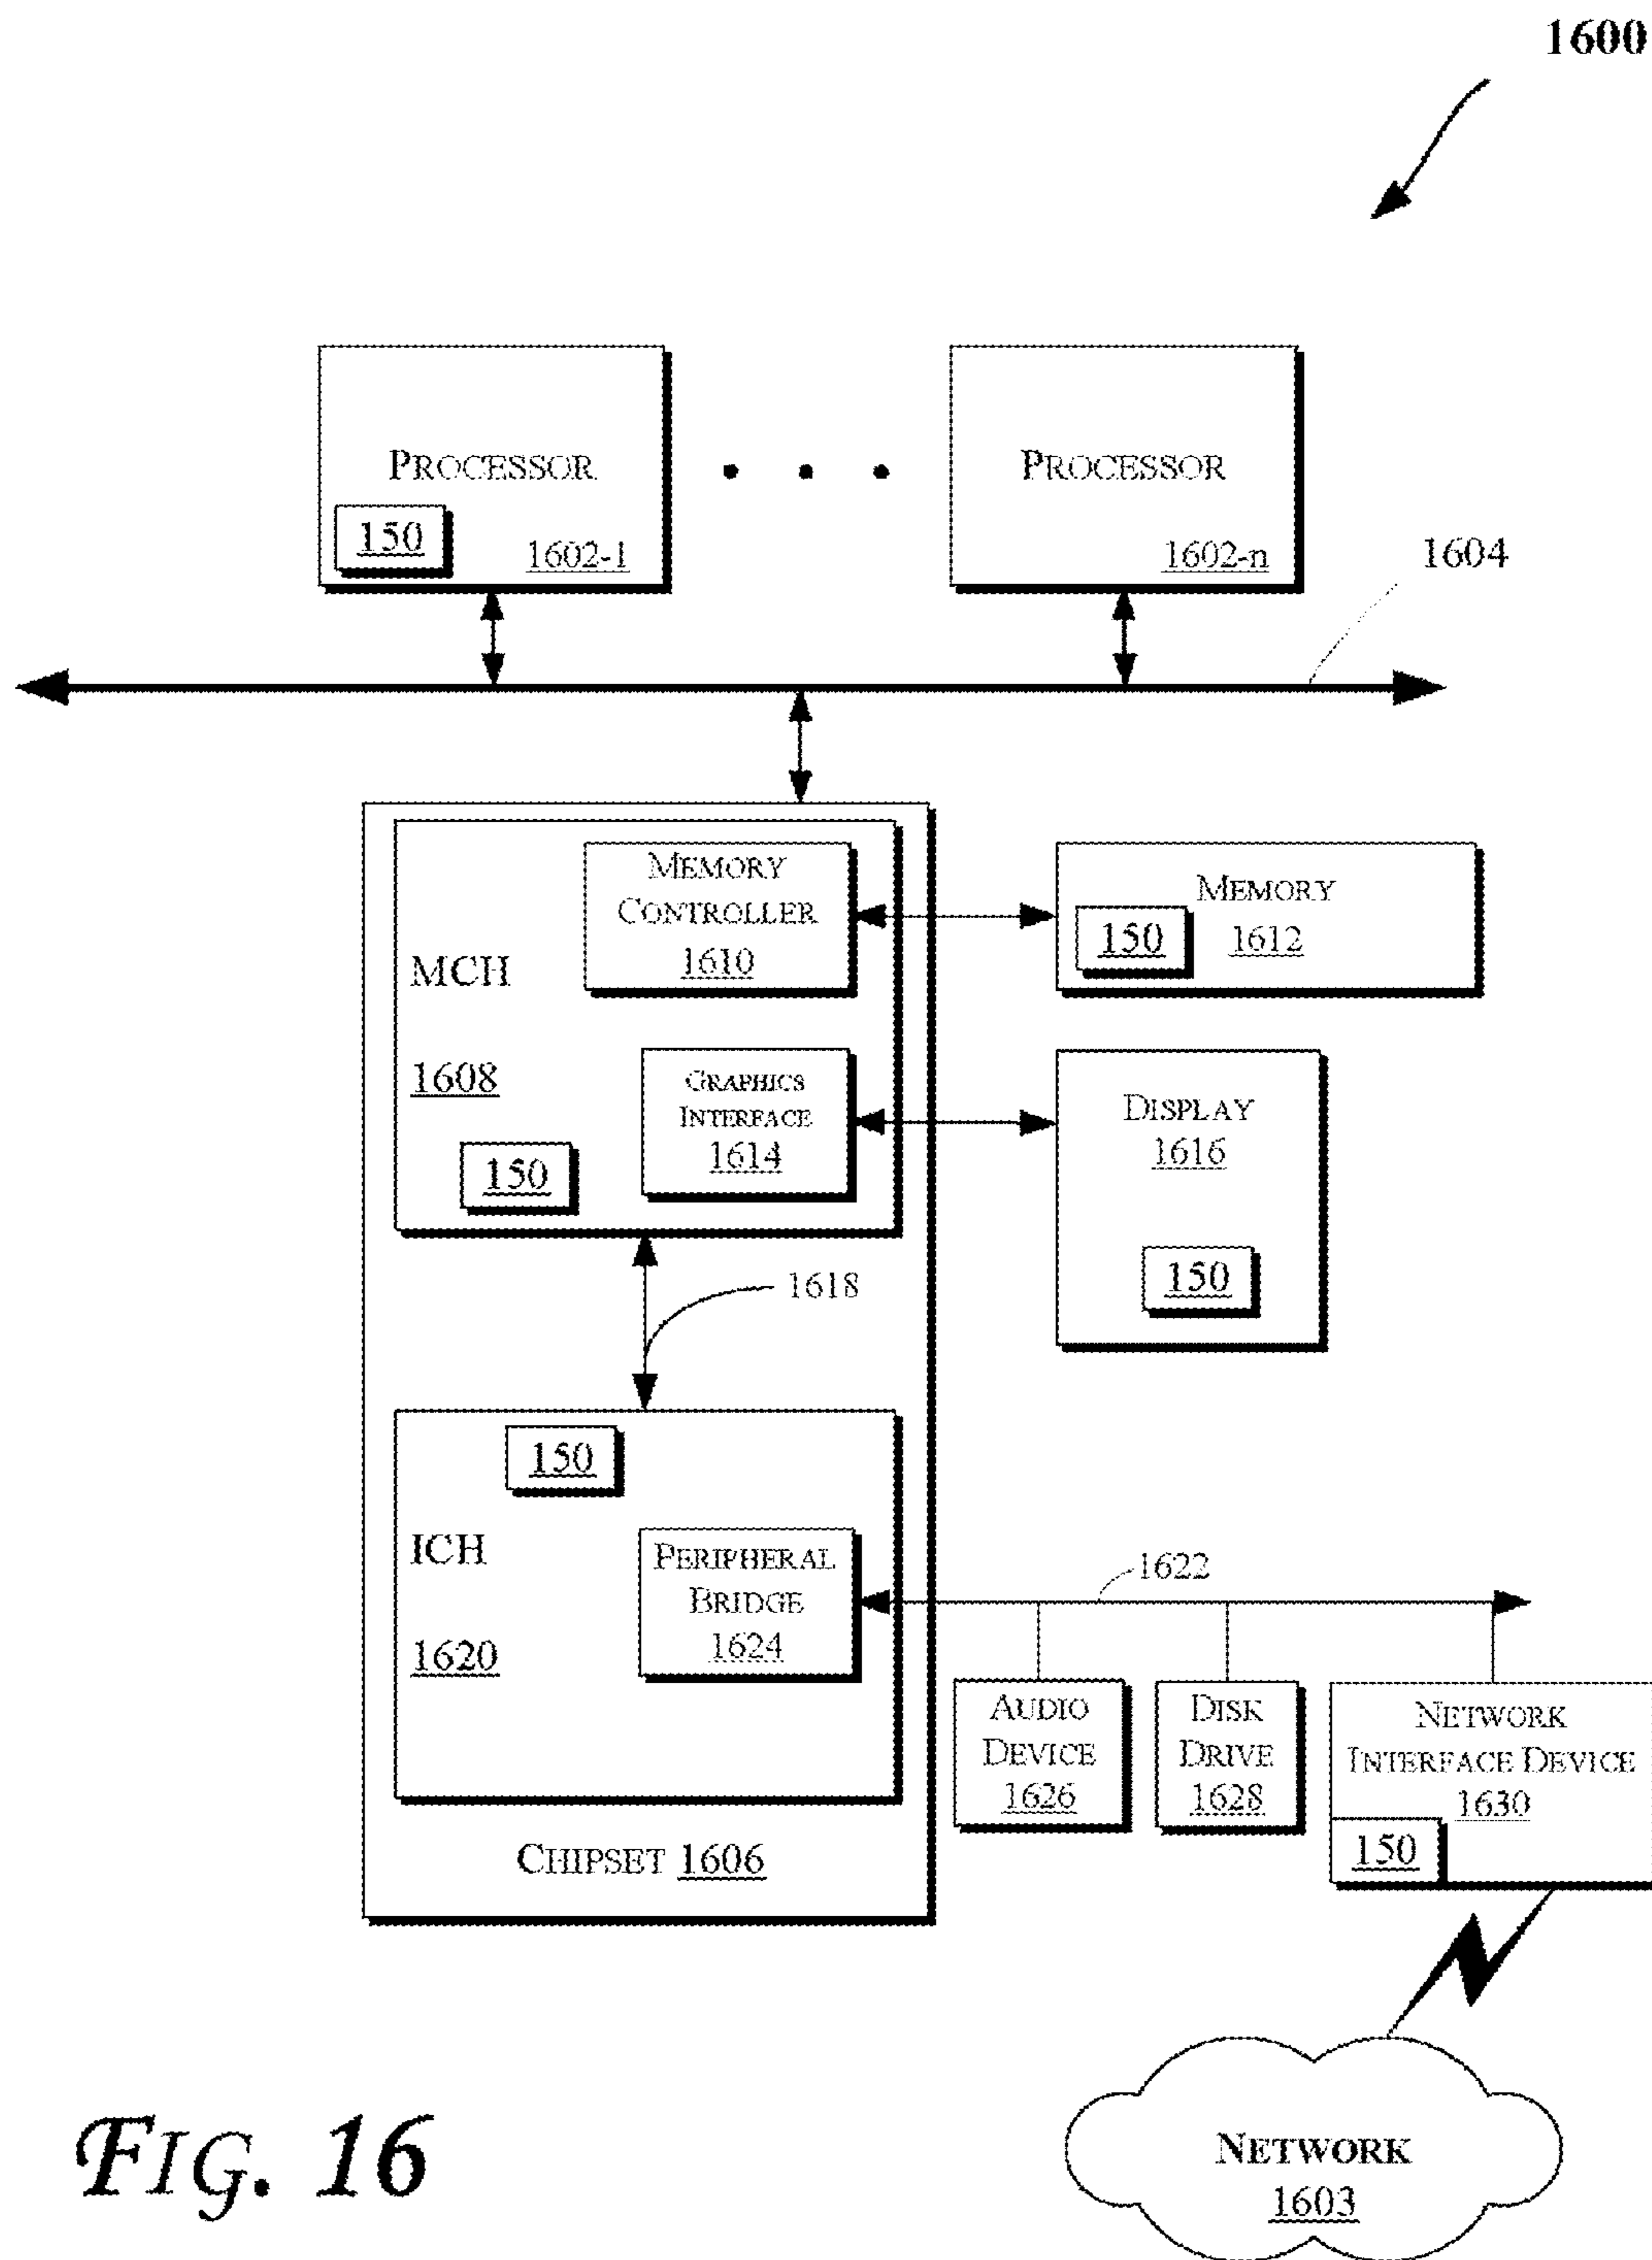 1600
PROCESSOR
150
1602-1
PROCESSOR
1602-n
1604
MEMORY
CONTROLLER
1610
MCH
1608
GRAPHICS
INTERFACE
1614
150
MEMORY
150
1612
DISPLAY
1616
150
1618
150
ICH
1620
PERIPHERAL
BRIDGE
1624
1622
AUDIO
DEVICE
1626
DISK
DRIVE
1628
NETWORK
INTERFACE DEVICE
1630
150
CHIPSET 1606
NETWORK
1603
FIG. 16